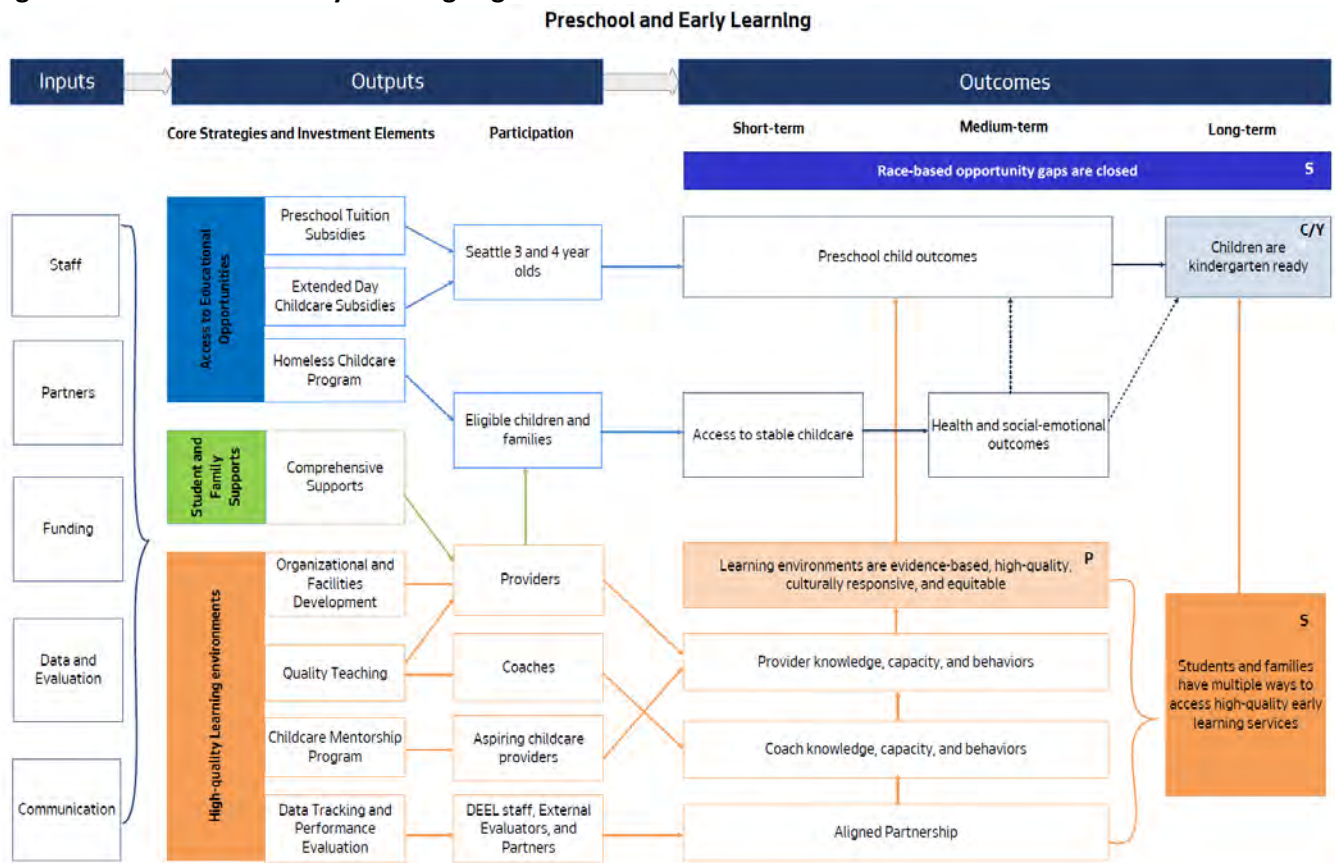 Preschool and Early Learning
Inputs
Outputs
Outcomes
Core Strategies and Investment Elements
Participation
Short-term
Medium-term
Long-term
Race-based opportunity gaps are closed
S
Staff
Partners
Funding
Data and
Evaluation
Communication
Access to Educational
Opportunities
Preschool Tuition
Subsidies
Extended Day
Childcare Subsidies
Homeless Childcare
Program
Student and
Family
Supports
Comprehensive
Supports
High-quality Learning environments
Organizational and
Facilities
Development
Quality Teaching
Childcare Mentorship
Program
Data Tracking and
Performance
Evaluation
Seattle 3 and 4 year
olds
Eligible children and
families
Providers
Coaches
Aspiring childcare
providers
DEEL staff, External
Evaluators, and
Partners
Preschool child outcomes
Access to stable childcare
Health and social-emotional
outcomes
P
Learning environments are evidence-based, high-quality,
culturally responsive, and equitable
Provider knowledge, capacity, and behaviors
Coach knowledge, capacity, and behaviors
Aligned Partnership
C/Y
Children are
kindergarten ready
S
Students and families
have multiple ways to
access high-quality early
learning services